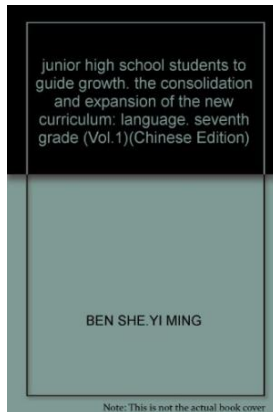 junior high school students to
guide growth. the consolidation
and expansion of the new
curriculum: language. seventh
grade (Vol.1)(Chinese Edition)
BEN SHE.YI MING
Note: This is not the actual book cover